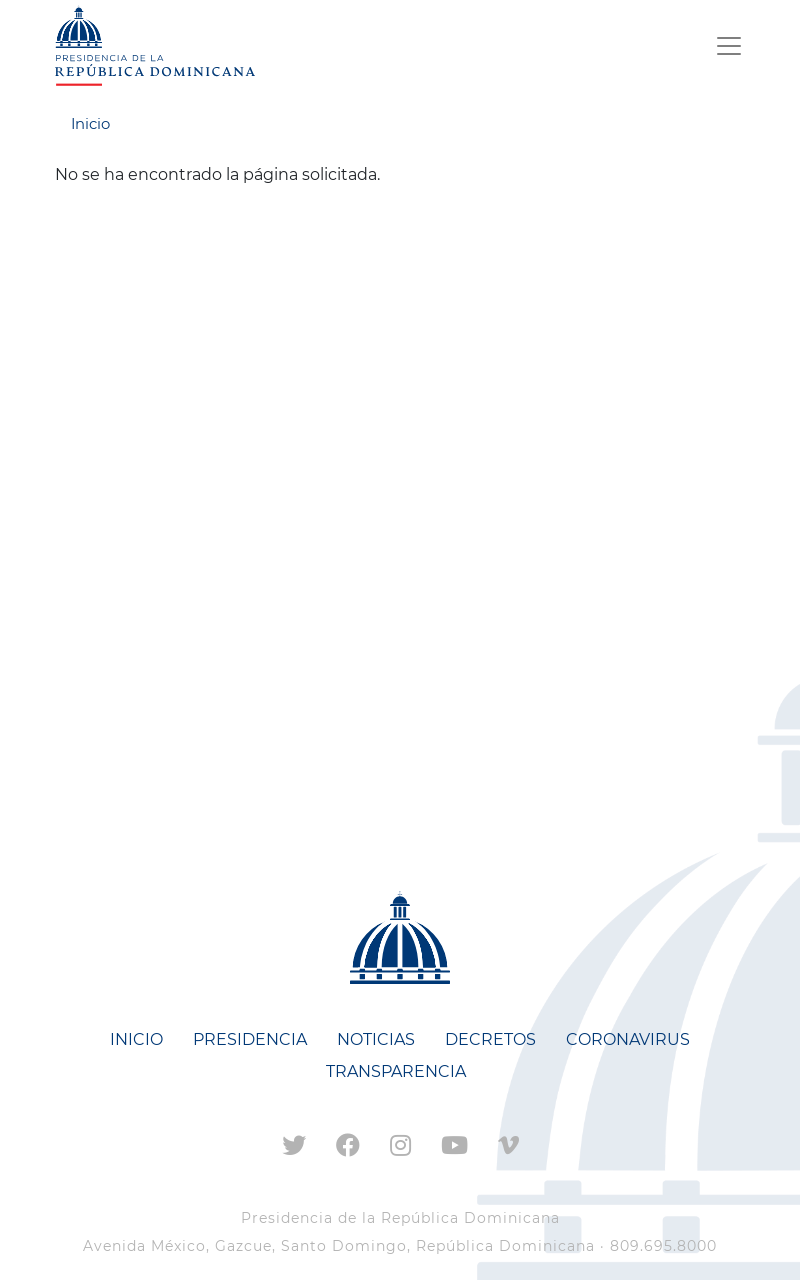 PRESIDENCIA DE LA
REPÚBLICA DOMINICANA
Inicio
No se ha encontrado la página solicitada.
INICIO PRESIDENCIA NOTICIAS DECRETOS CORONAVIRUS
TRANSPARENCIA
Presidencia de la República Dominicana
Avenida México, Gazcue, Santo Domingo, República Dominicana · 809.695.8000